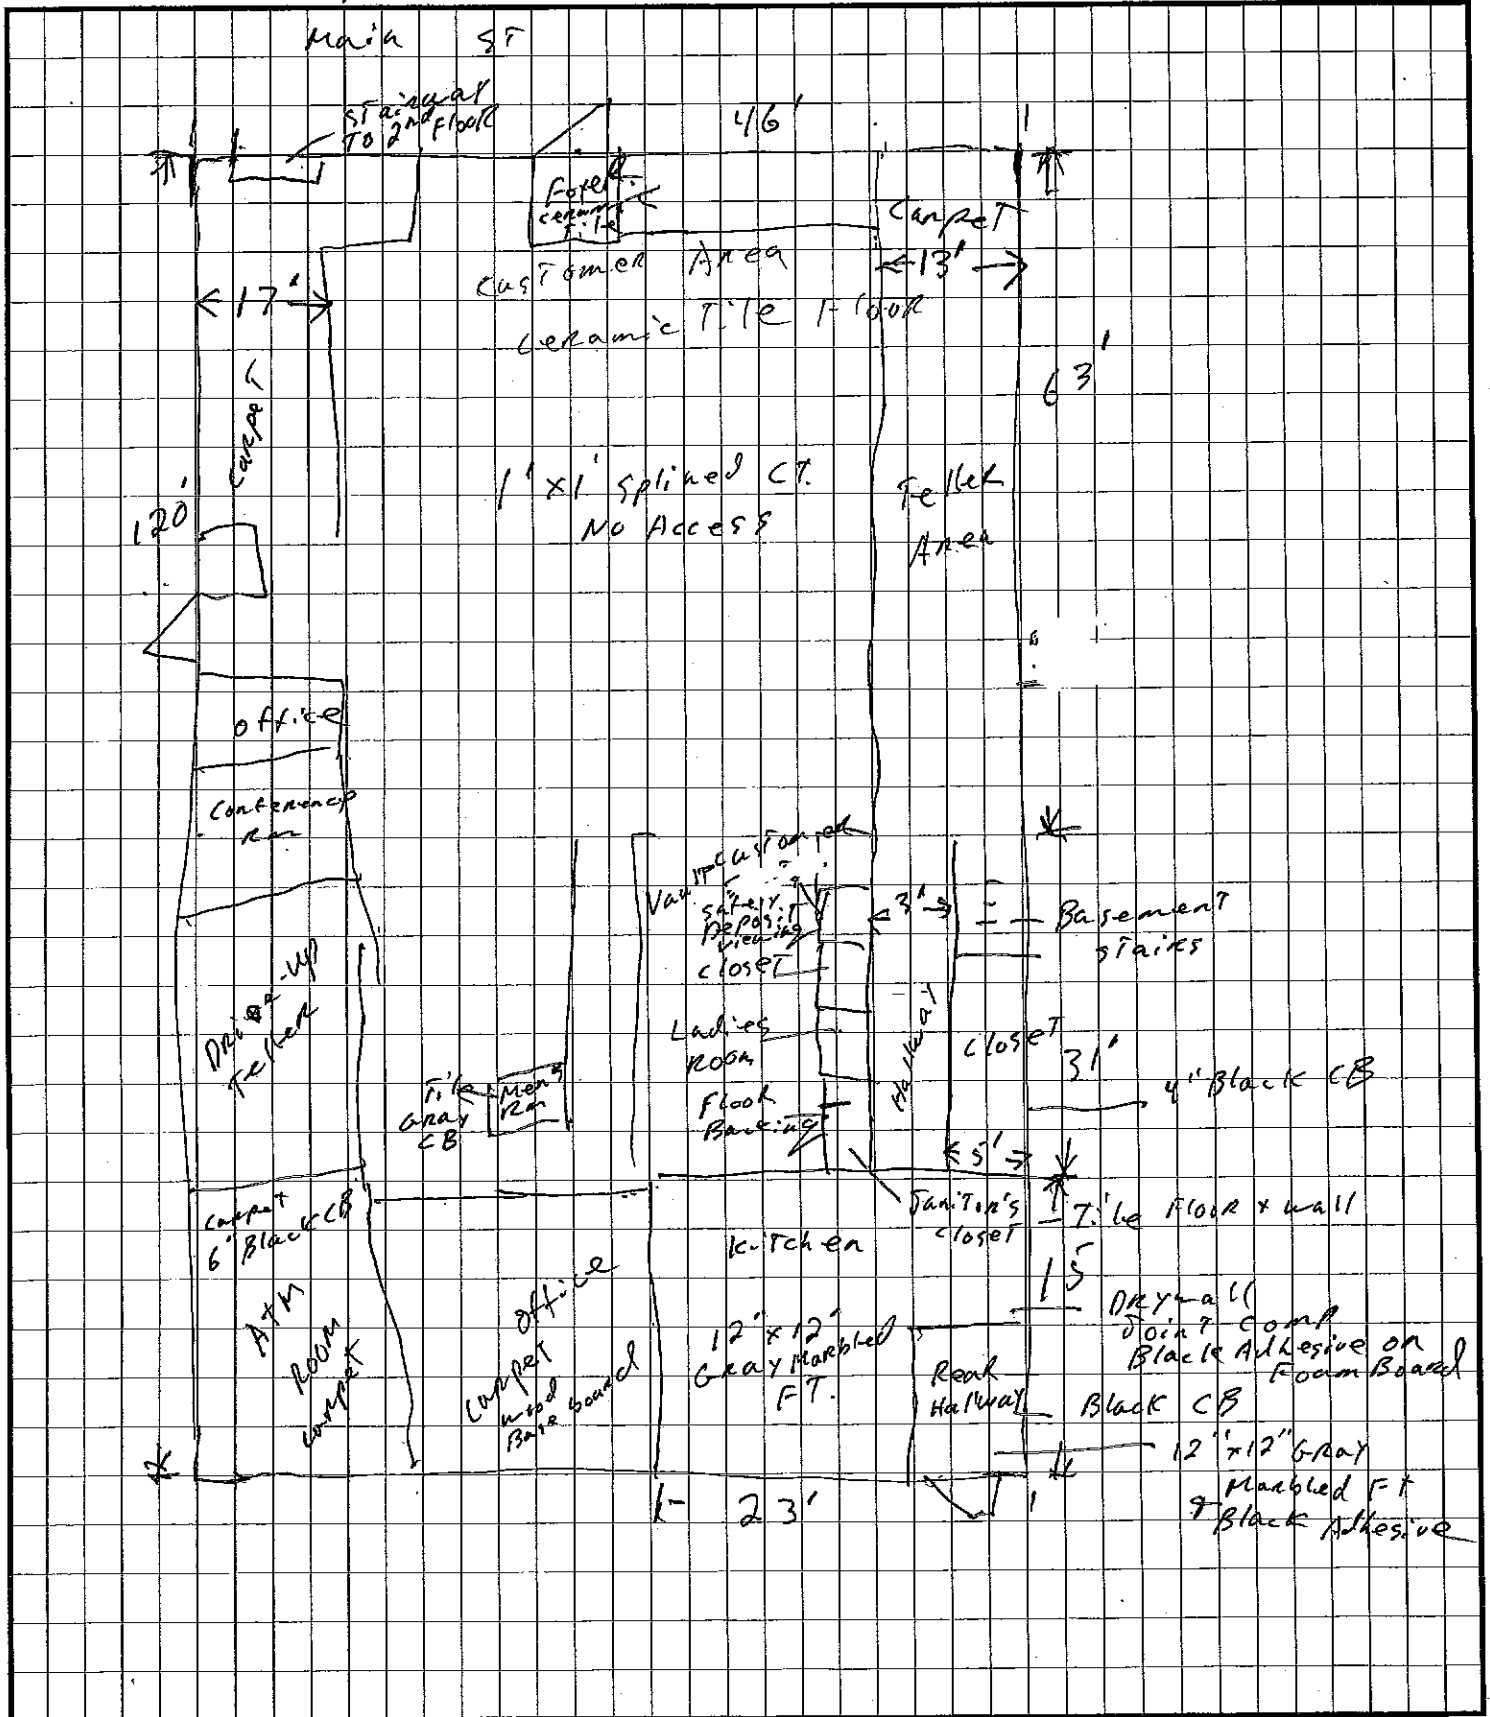 Main ST
Stairway
To 2nd Floor
46'
Foyer
ceramic
Tile
Carpet
Customer Area
13'
17'
Ceramic Tile Floor
63'
Carpet
1'x1' splined CT.
No Access
Teller
Area
120'
office
Conference
Rm
Vault
Customer
Safety
Deposit
Viewing
closet
3'
Basement
stairs
Drive-up
Teller
Ladies
Room
Hallway
closet
31'
4" Black CB
Tile
Gray
CB
Mens
Rm
Floor
5'
Carpet
6" Black CB
Janitor's
closet
Tile Floor & wall
Kitchen
15
ATM
Room
carpet
office
Carpet
wood
Base board
12"x12"
Gray Marbled
FT.
Rear
Hallway
Drywall
Joint Comp
Black Adhesive on
Foam Board
Black CB
12"x12" Gray
Marbled FT
& Black Adhesive
23'